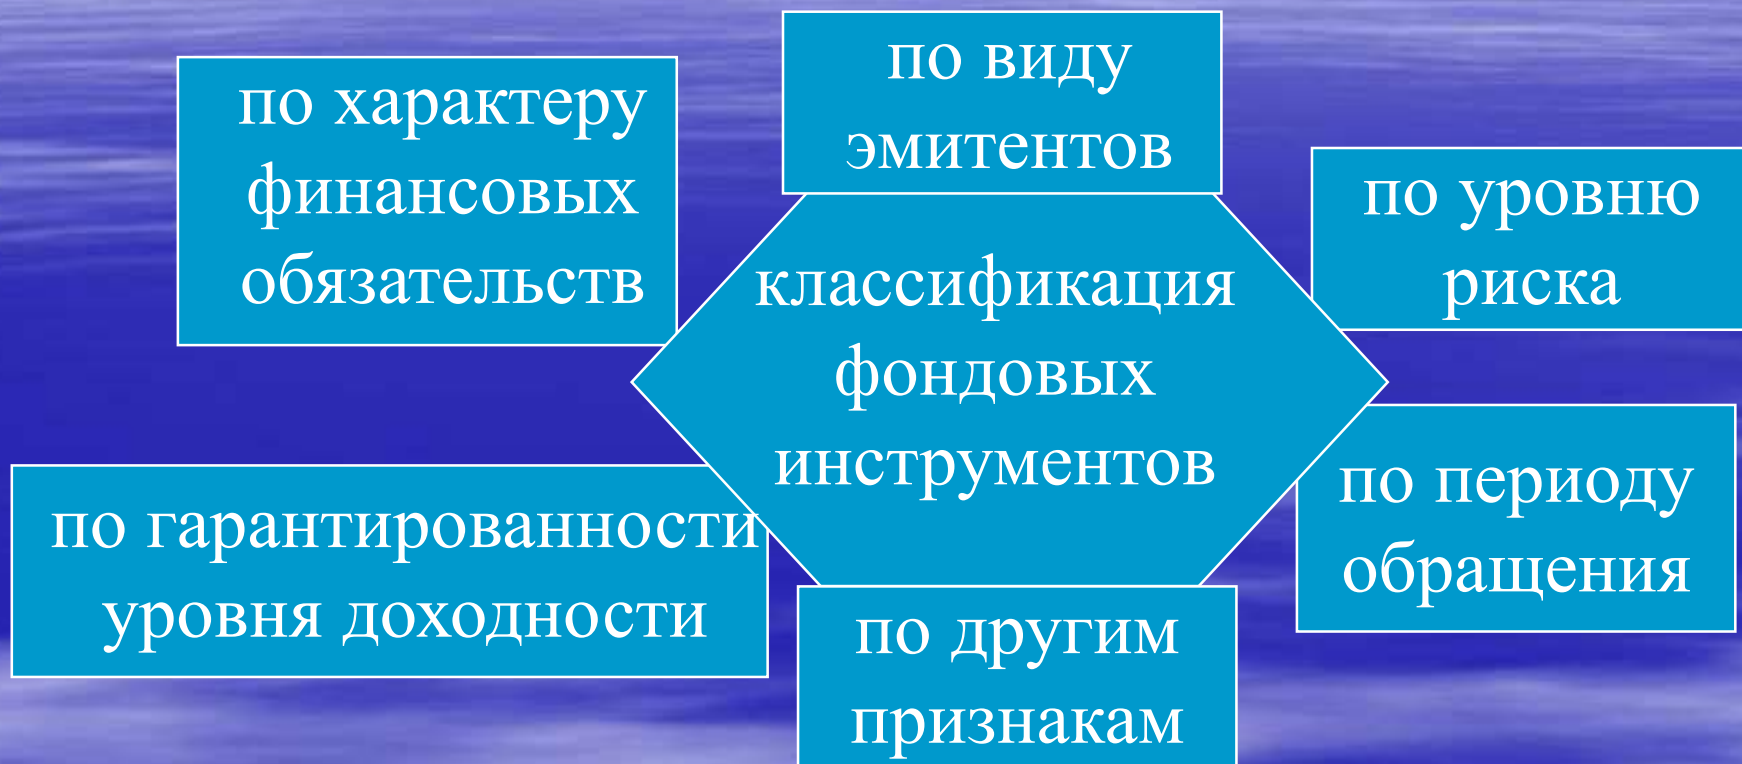 по виду
эмитентов
по характеру
финансовых
обязательств
по уровню
риска
классификация
фондовых
инструментов
по гарантированности
уровня доходности
по периоду
обращения
по другим
признакам